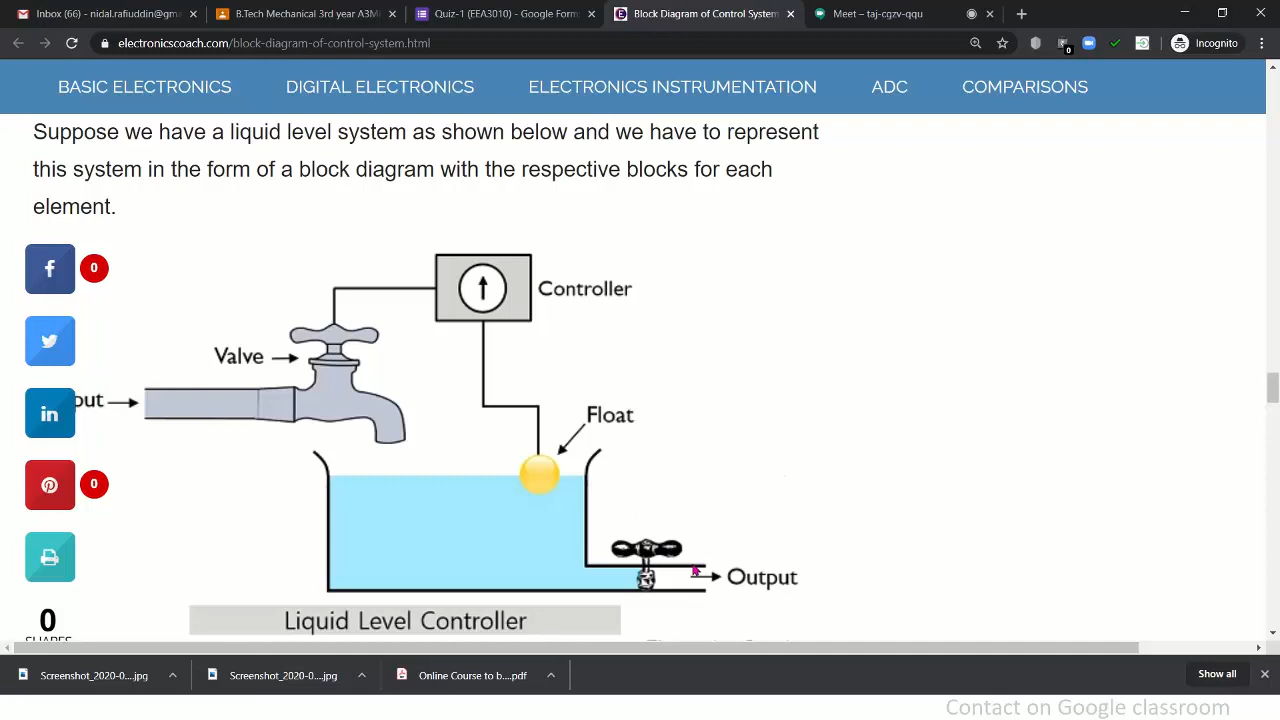 Inbox (66) - nidal.rafiuddin@gma
B.Tech Mechanical 3rd year A3M
Quiz-1 (EEA3010) - Google Form
Block Diagram of Control System
Meet – taj-cgzv-qqu
electronicscoach.com/block-diagram-of-control-system.html
0
Incognito
BASIC ELECTRONICS
DIGITAL ELECTRONICS
ELECTRONICS INSTRUMENTATION
ADC
COMPARISONS
Suppose we have a liquid level system as shown below and we have to represent
this system in the form of a block diagram with the respective blocks for each
element.
0
Controller
Valve
out
Float
0
Output
0
SHARES
Liquid Level Controller
Screenshot_2020-0....jpg
Screenshot_2020-0....jpg
Online Course to b....pdf
Show all
Contact on Google classroom